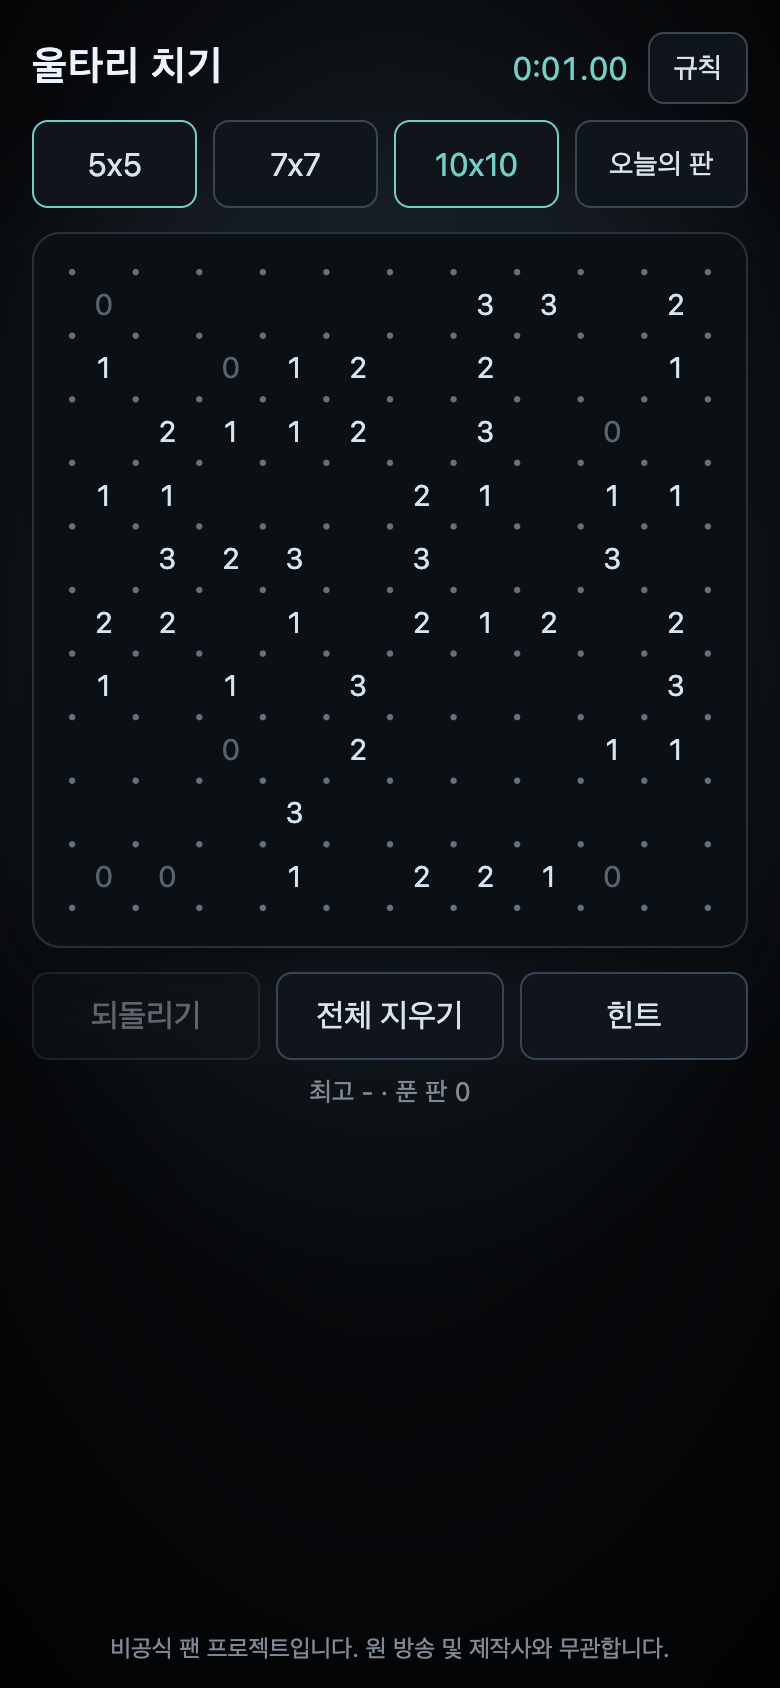 울타리 치기 0:01.00 규칙
5x5 7x7 10x10 오늘의 판
0 3 3 2
1 0 1 2 2 1
2 1 1 2 3 0
1 1 2 1 1 1
3 2 3 3 3
2 2 1 2 1 2 2
1 1 3 3
0 2 1 1
3
0 0 1 2 2 1 0
되돌리기 전체 지우기 힌트
최고 - · 푼 판 0
비공식 팬 프로젝트입니다. 원 방송 및 제작사와 무관합니다.